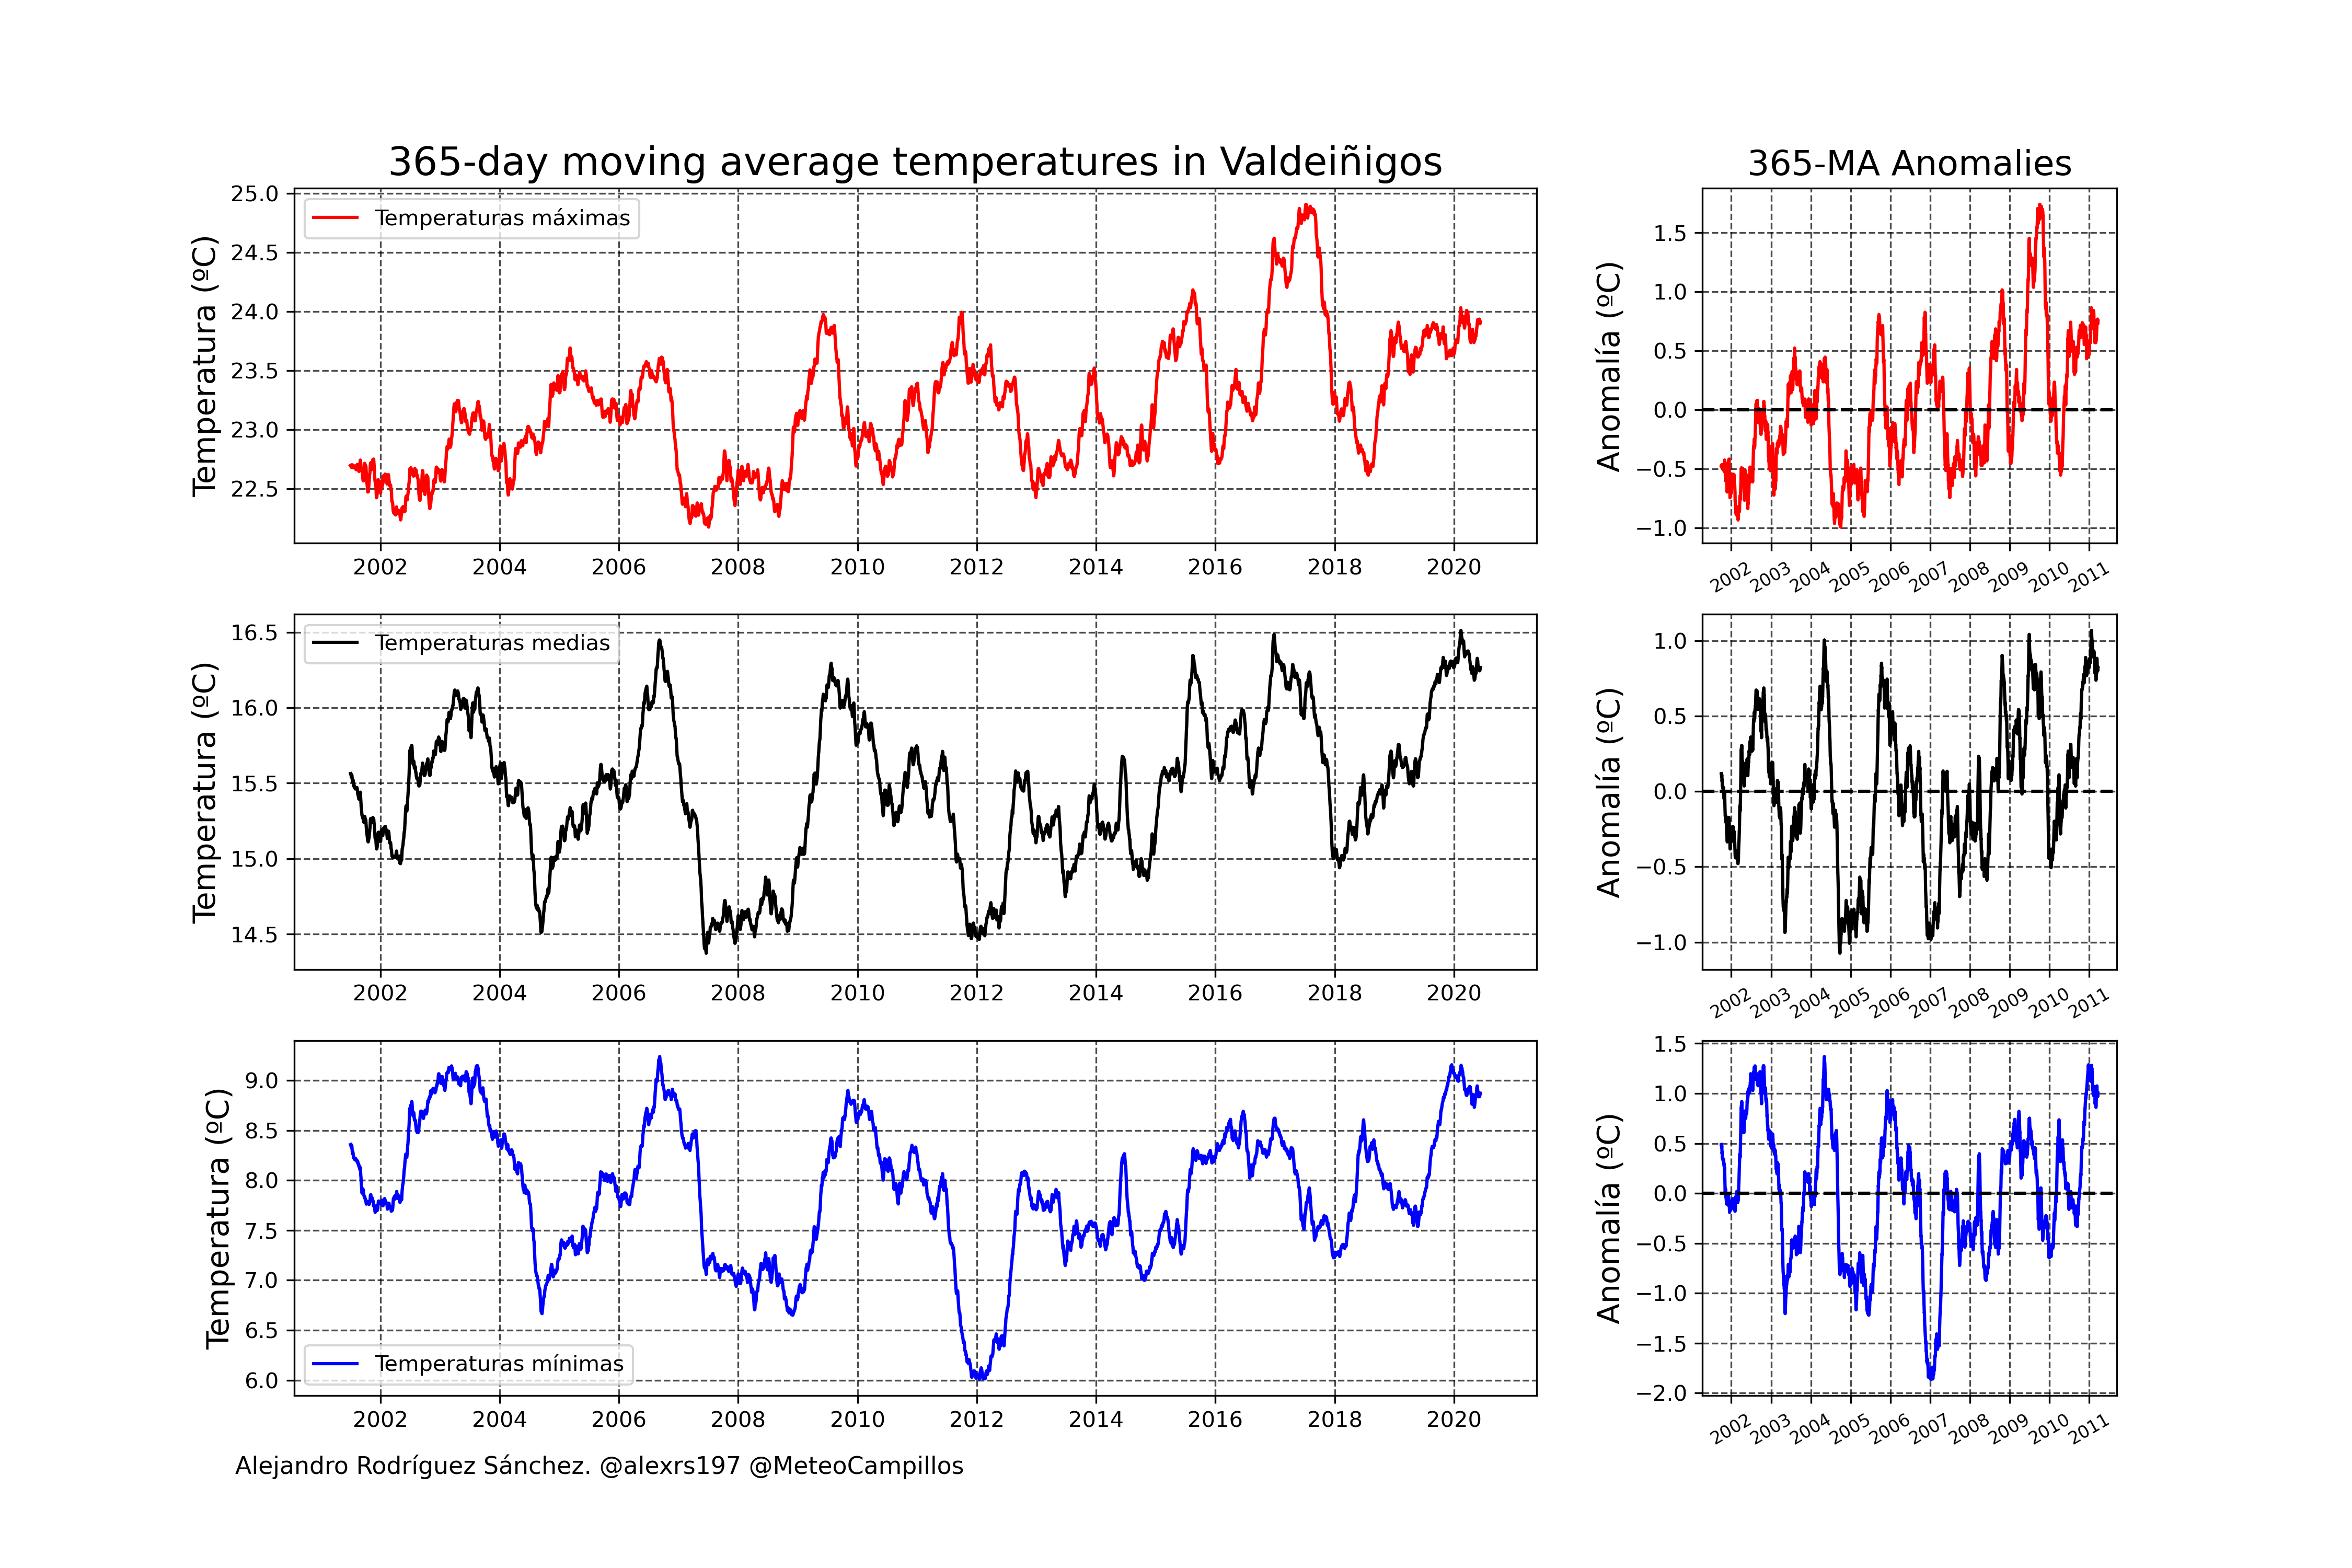 365-day moving average temperatures in Valdeiñigos
365-MA Anomalies
Temperatura (ºC)
25.0
24.5
24.0
23.5
23.0
22.5
Temperaturas máximas
2002 2004 2006 2008 2010 2012 2014 2016 2018 2020
Anomalía (ºC)
1.5
1.0
0.5
0.0
−0.5
−1.0
2002 2003 2004 2005 2006 2007 2008 2009 2010 2011
Temperatura (ºC)
16.5
16.0
15.5
15.0
14.5
Temperaturas medias
2002 2004 2006 2008 2010 2012 2014 2016 2018 2020
Anomalía (ºC)
1.0
0.5
0.0
−0.5
−1.0
2002 2003 2004 2005 2006 2007 2008 2009 2010 2011
Temperatura (ºC)
9.0
8.5
8.0
7.5
7.0
6.5
6.0
Temperaturas mínimas
2002 2004 2006 2008 2010 2012 2014 2016 2018 2020
Anomalía (ºC)
1.5
1.0
0.5
0.0
−0.5
−1.0
−1.5
−2.0
2002 2003 2004 2005 2006 2007 2008 2009 2010 2011
Alejandro Rodríguez Sánchez. @alexrs197 @MeteoCampillos